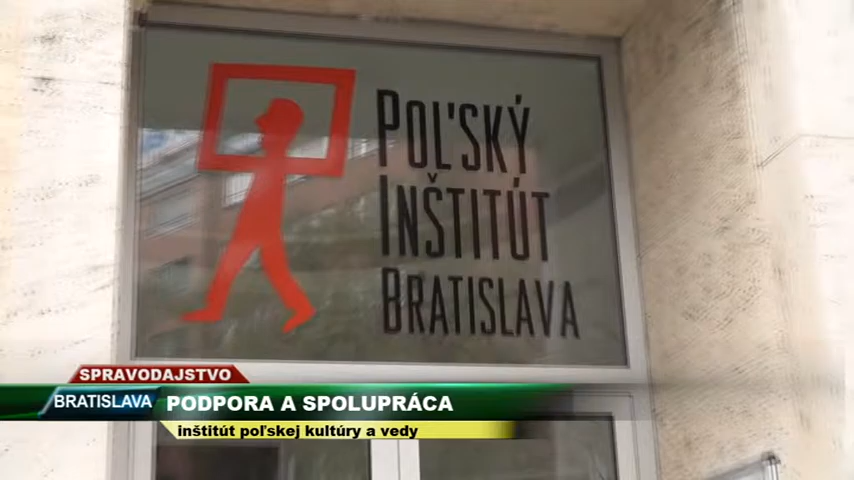 POĽSKÝ
INŠTITÚT
BRATISLAVA
SPRAVODAJSTVO
BRATISLAVA
PODPORA A SPOLUPRÁCA
inštitút poľskej kultúry a vedy